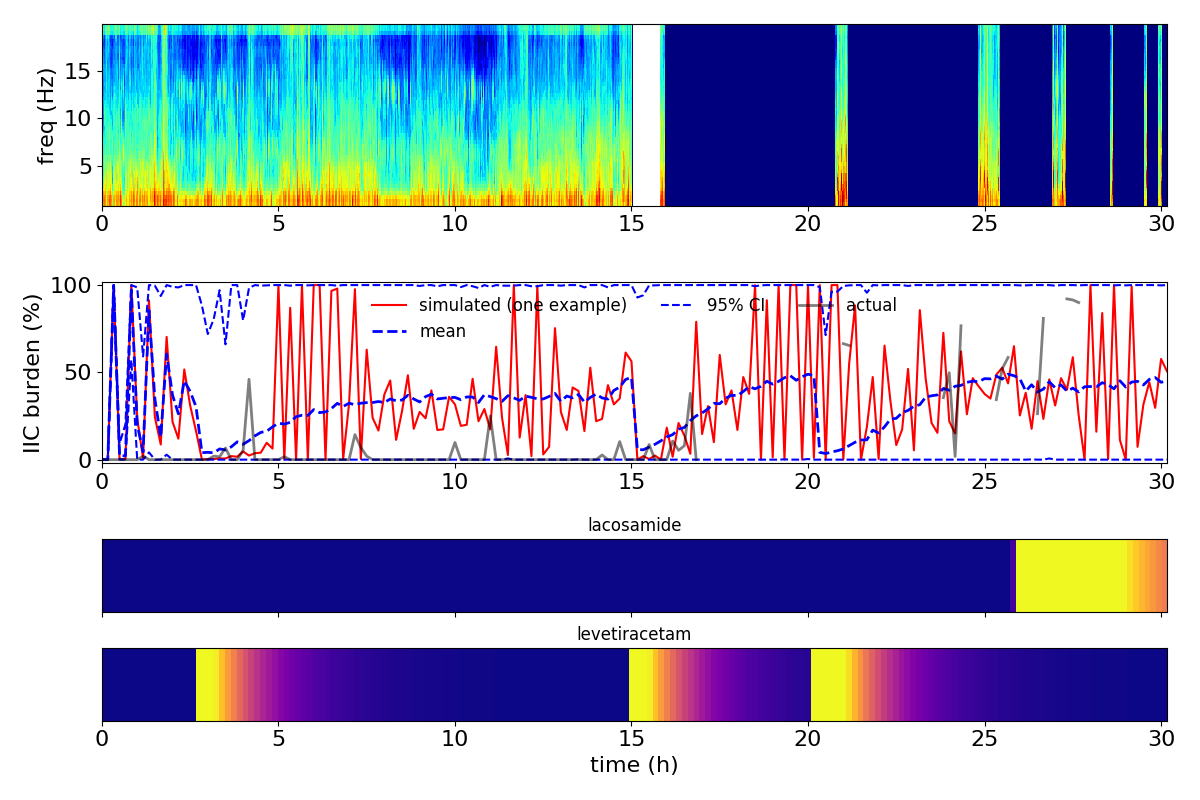 freq (Hz)
15
10
5
0 5 10 15 20 25 30
IIC burden (%)
100
50
0
simulated (one example)
mean
95% CI
actual
0 5 10 15 20 25 30
lacosamide
levetiracetam
0 5 10 15 20 25 30
time (h)